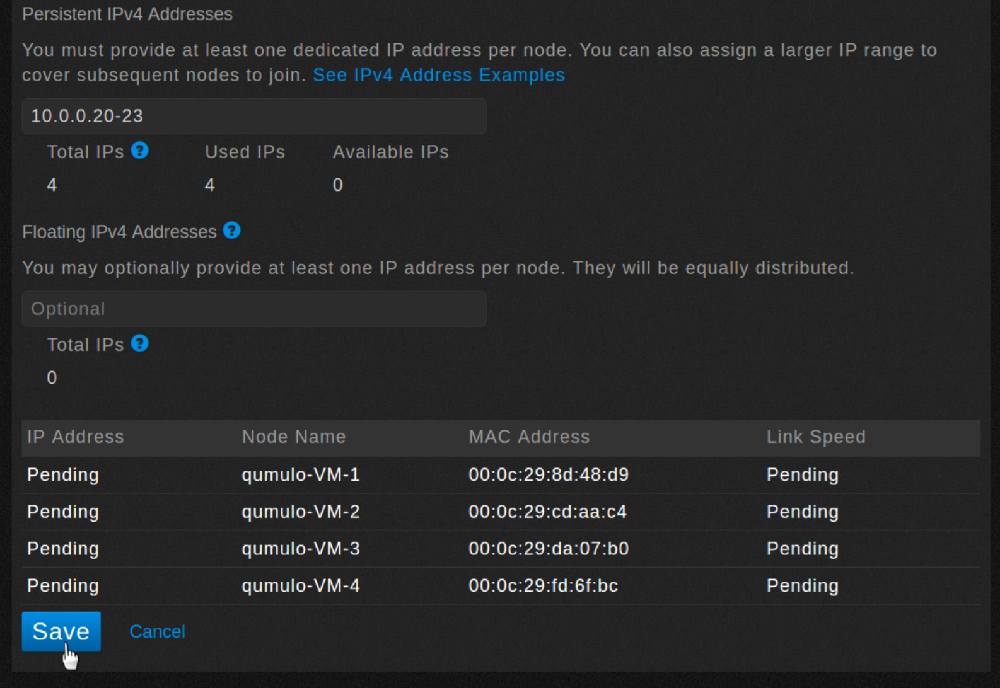 Persistent IPv4 Addresses
You must provide at least one dedicated IP address per node. You can also assign a larger IP range to
cover subsequent nodes to join. See IPv4 Address Examples
10.0.0.20-23
Total IPs ? Used IPs Available IPs
4 4 0
Floating IPv4 Addresses ?
You may optionally provide at least one IP address per node. They will be equally distributed.
Optional
Total IPs ?
0
IP Address Node Name MAC Address Link Speed
Pending qumulo-VM-1 00:0c:29:8d:48:d9 Pending
Pending qumulo-VM-2 00:0c:29:cd:aa:c4 Pending
Pending qumulo-VM-3 00:0c:29:da:07:b0 Pending
Pending qumulo-VM-4 00:0c:29:fd:6f:bc Pending
Save Cancel